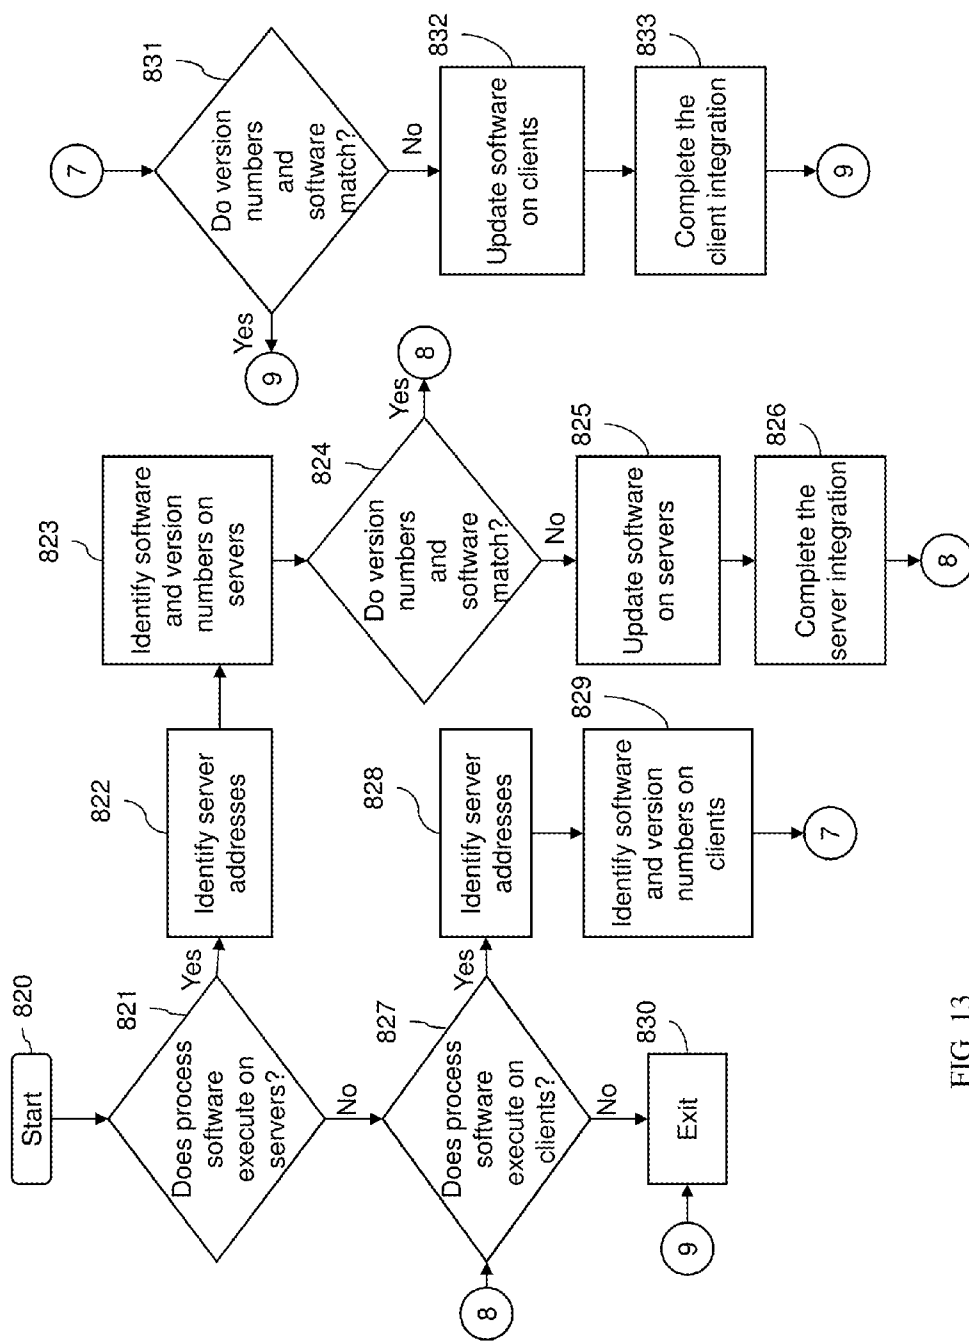 820
Start
821
Does process
software
execute on
servers?
Yes
No
822
Identify server
addresses
823
Identify software
and version
numbers on
servers
824
Do version
numbers
and
software
match?
Yes
8
No
825
Update software
on servers
826
Complete the
server integration
8
8
827
Does process
software
execute on
clients?
Yes
No
828
Identify server
addresses
829
Identify software
and version
numbers on
clients
7
830
Exit
9
7
831
Do version
numbers
and
software
match?
Yes
9
No
832
Update software
on clients
833
Complete the
client integration
9
FIG. 13